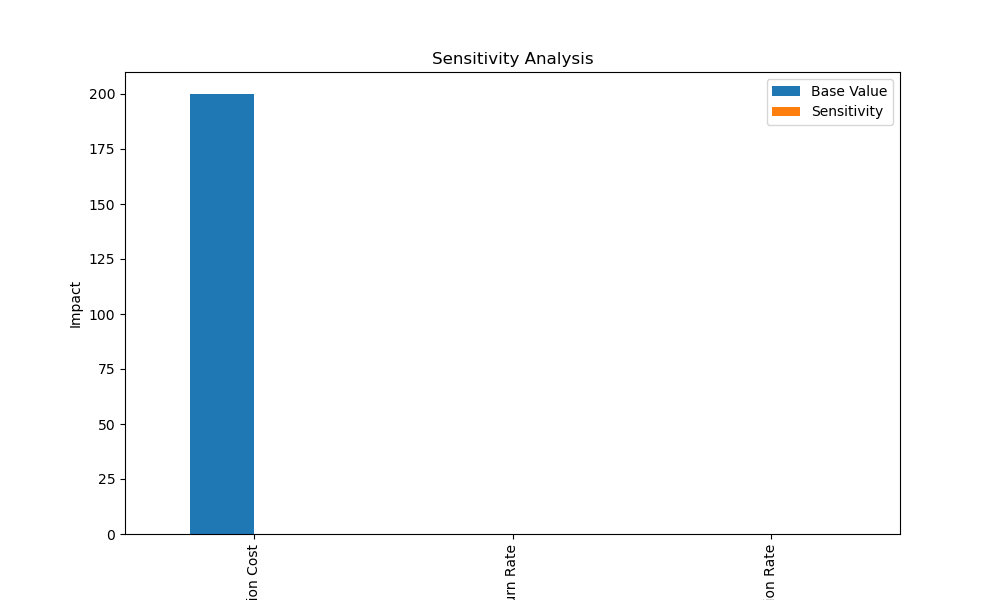 Sensitivity Analysis
Base Value
Sensitivity
200
175
150
125
100
75
50
25
0
Impact
ion Cost
urn Rate
ion Rate